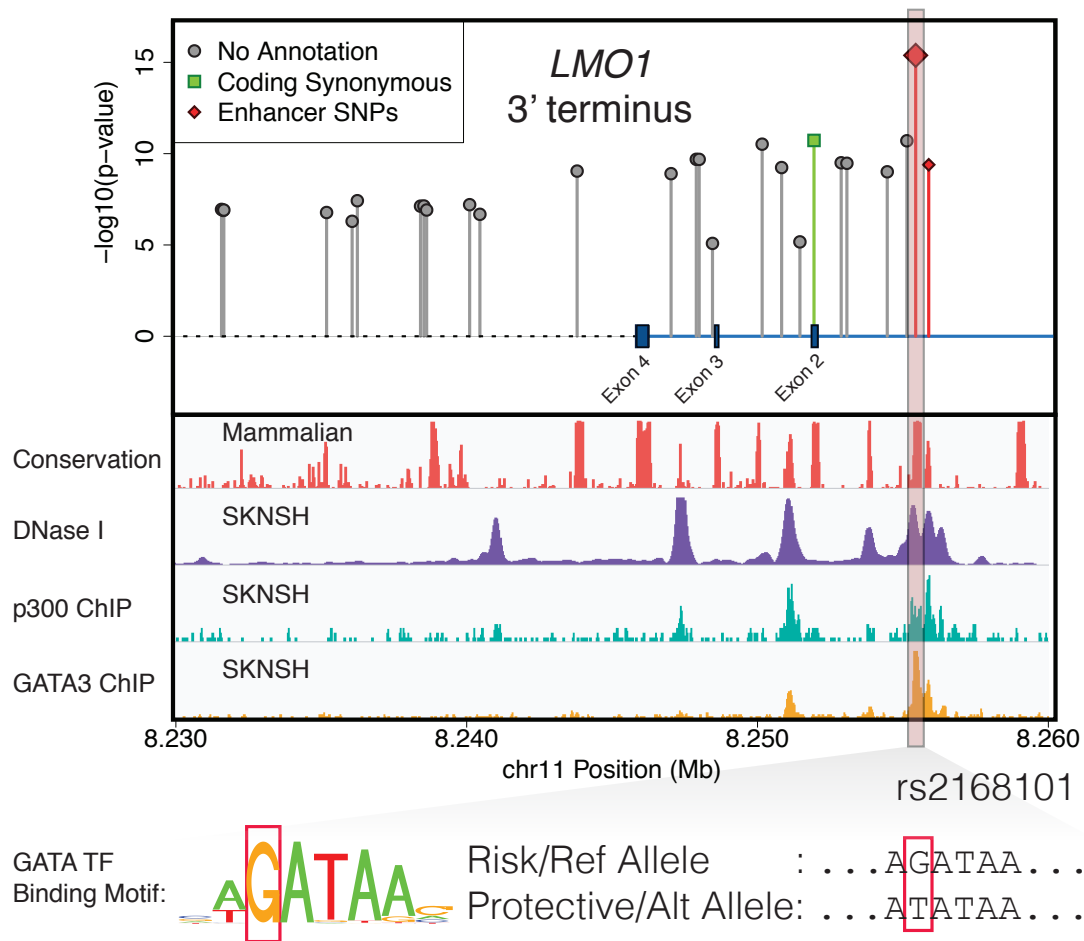 No Annotation
Coding Synonymous
Enhancer SNPs
LMO1
3’ terminus
−log10(p−value)
15
10
5
0
Exon 4
Exon 3
Exon 2
Conservation
Mammalian
DNase I
SKNSH
p300 ChIP
SKNSH
GATA3 ChIP
SKNSH
8.230
8.240
8.250
8.260
chr11 Position (Mb)
rs2168101
GATA TF
Binding Motif:
AGATAA
T
Risk/Ref Allele : ...AGATAA...
Protective/Alt Allele: ...ATATAA...